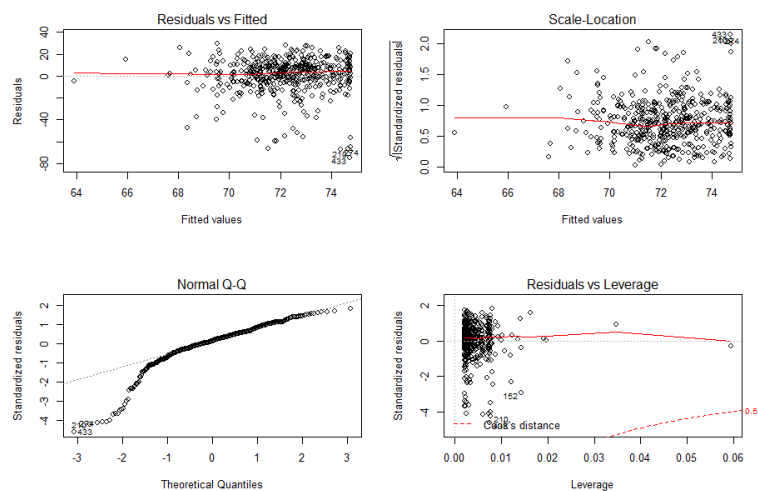 Residuals vs Fitted
Residuals
40
20
0
-40
-80
64 66 68 70 72 74
Fitted values
433
Scale-Location
√|Standardized residuals|
2.0
1.5
1.0
0.5
0.0
64 66 68 70 72 74
Fitted values
433
Normal Q-Q
Standardized residuals
2
1
0
-1
-2
-3
-4
-3 -2 -1 0 1 2 3
Theoretical Quantiles
433
Residuals vs Leverage
Standardized residuals
2
0
-2
-4
0.00 0.01 0.02 0.03 0.04 0.05 0.06
Leverage
152
210
Cook's distance
0.5